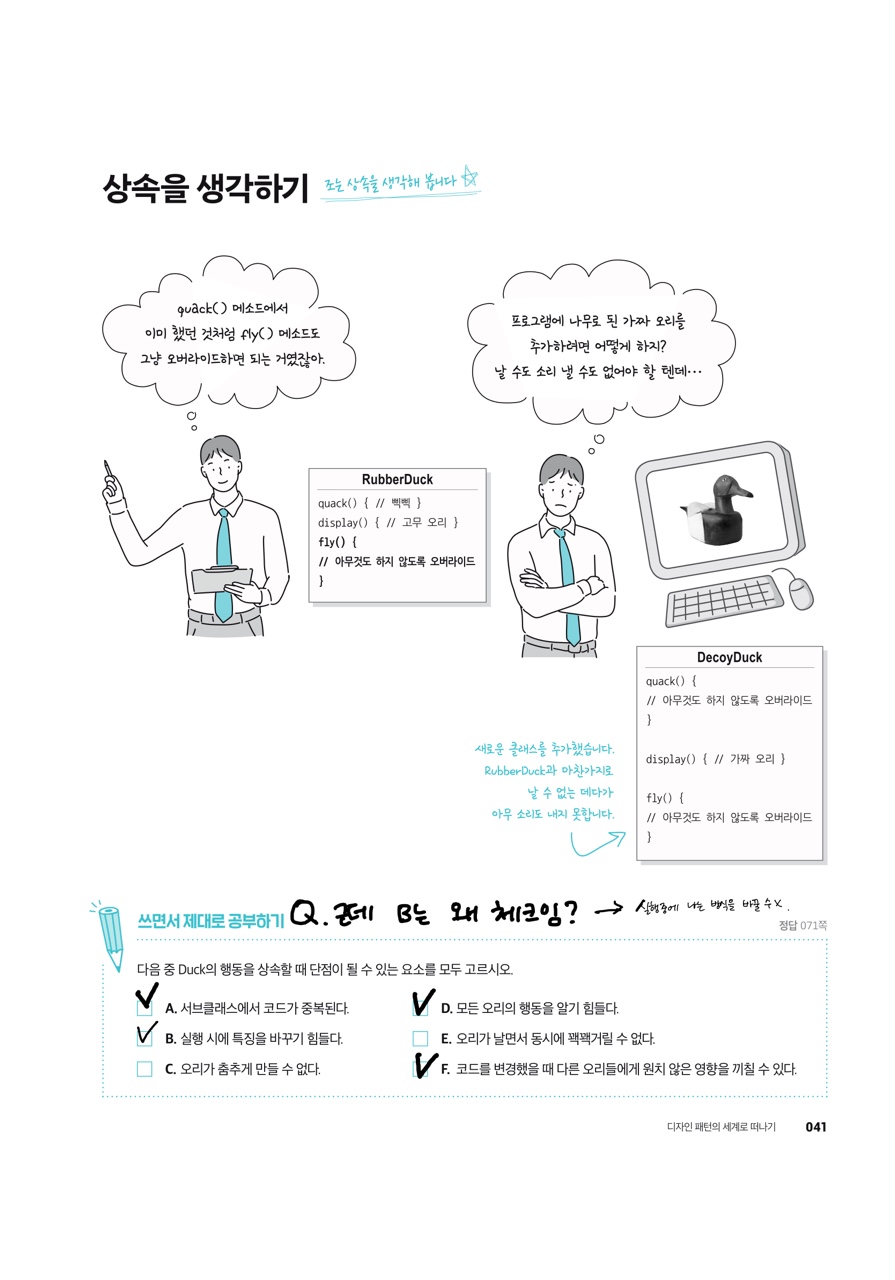 상속을 생각하기
조는 상속을 생각해 봅니다
quack() 메소드에서
이미 했던 것처럼 fly() 메소드도
그냥 오버라이드하면 되는 거였잖아.
프로그램에 나무로 된 가짜 오리를
추가하려면 어떻게 하지?
날 수도 소리 낼 수도 없어야 할 텐데…
RubberDuck
quack() { // 삑삑 }
display() { // 고무 오리 }
fly() {
// 아무것도 하지 않도록 오버라이드
}
DecoyDuck
quack() {
// 아무것도 하지 않도록 오버라이드
}
display() { // 가짜 오리 }
fly() {
// 아무것도 하지 않도록 오버라이드
}
새로운 클래스를 추가했습니다.
RubberDuck과 마찬가지로
날 수 없는 데다가
아무 소리도 내지 못합니다.
쓰면서 제대로 공부하기
Q. 근데 B는 왜 체크임? → 실행중에 나는 방식을 바꿀 수 X.
정답 071쪽
다음 중 Duck의 행동을 상속할 때 단점이 될 수 있는 요소를 모두 고르시오.
A. 서브클래스에서 코드가 중복된다.
B. 실행 시에 특징을 바꾸기 힘들다.
C. 오리가 춤추게 만들 수 없다.
D. 모든 오리의 행동을 알기 힘들다.
E. 오리가 날면서 동시에 꽥꽥거릴 수 없다.
F. 코드를 변경했을 때 다른 오리들에게 원치 않은 영향을 끼칠 수 있다.
디자인 패턴의 세계로 떠나기 041